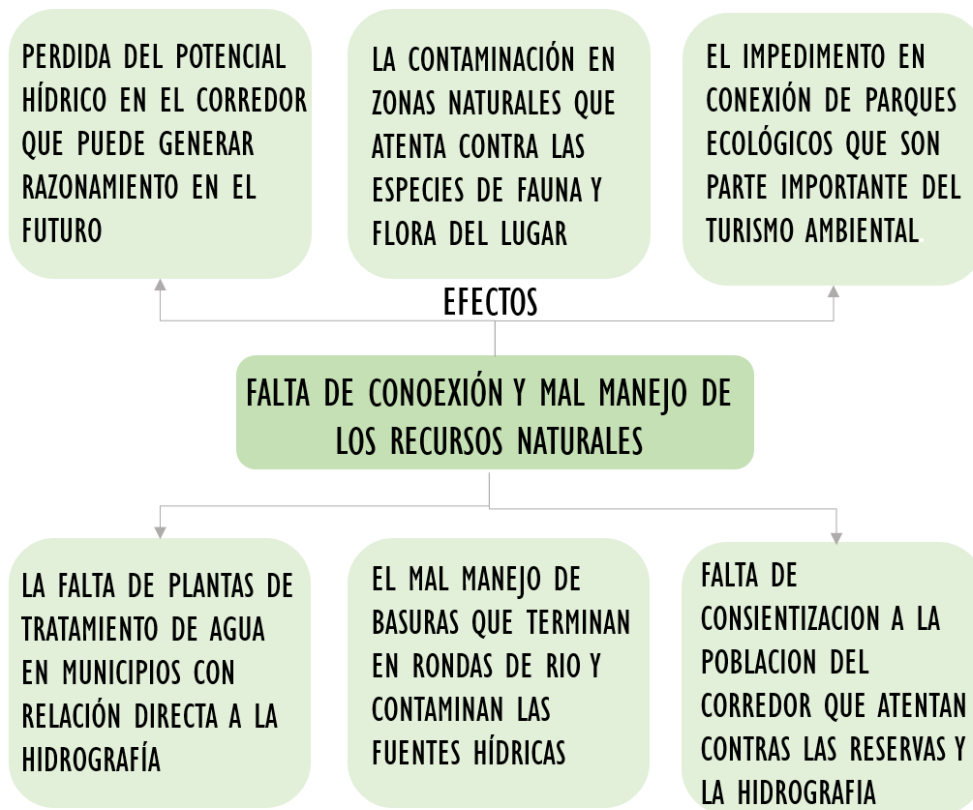 PERDIDA DEL POTENCIAL
HÍDRICO EN EL CORREDOR
QUE PUEDE GENERAR
RAZONAMIENTO EN EL
FUTURO
LA CONTAMINACIÓN EN
ZONAS NATURALES QUE
ATENTA CONTRA LAS
ESPECIES DE FAUNA Y
FLORA DEL LUGAR
EL IMPEDIMENTO EN
CONEXIÓN DE PARQUES
ECOLÓGICOS QUE SON
PARTE IMPORTANTE DEL
TURISMO AMBIENTAL
EFECTOS
FALTA DE CONOEXIÓN Y MAL MANEJO DE
LOS RECURSOS NATURALES
LA FALTA DE PLANTAS DE
TRATAMIENTO DE AGUA
EN MUNICIPIOS CON
RELACIÓN DIRECTA A LA
HIDROGRAFÍA
EL MAL MANEJO DE
BASURAS QUE TERMINAN
EN RONDAS DE RIO Y
CONTAMINAN LAS
FUENTES HÍDRICAS
FALTA DE
CONSIENTIZACION A LA
POBLACION DEL
CORREDOR QUE ATENTAN
CONTRAS LAS RESERVAS Y
LA HIDROGRAFIA